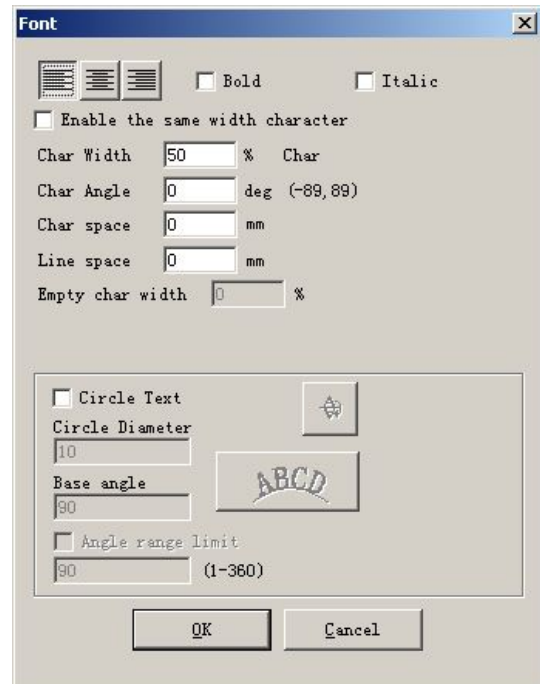 Font
Bold Italic
Enable the same width character
Char Width 50 % Char
Char Angle 0 deg (-89,89)
Char space 0 mm
Line space 0 mm
Empty char width 0 %
Circle Text
Circle Diameter
10
Base angle
90
ABCD
Angle range limit
90 (1-360)
OK Cancel